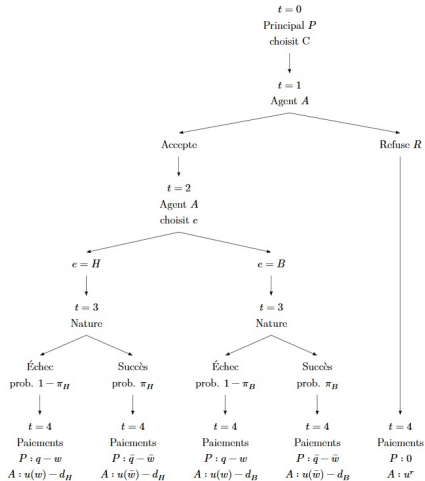 t = 0
Principal P
choisit C
t = 1
Agent A
Accepte
Refuse R
t = 2
Agent A
choisit e
e = H
e = B
t = 3
Nature
t = 3
Nature
Échec
prob. 1 − π_H
Succès
prob. π_H
Échec
prob. 1 − π_B
Succès
prob. π_B
t = 4
Paiements
P : q − w
A : u(w) − d_H
t = 4
Paiements
P : q̄ − w̄
A : u(w̄) − d_H
t = 4
Paiements
P : q − w
A : u(w) − d_B
t = 4
Paiements
P : q̄ − w̄
A : u(w̄) − d_B
t = 4
Paiements
P : 0
A : u^r